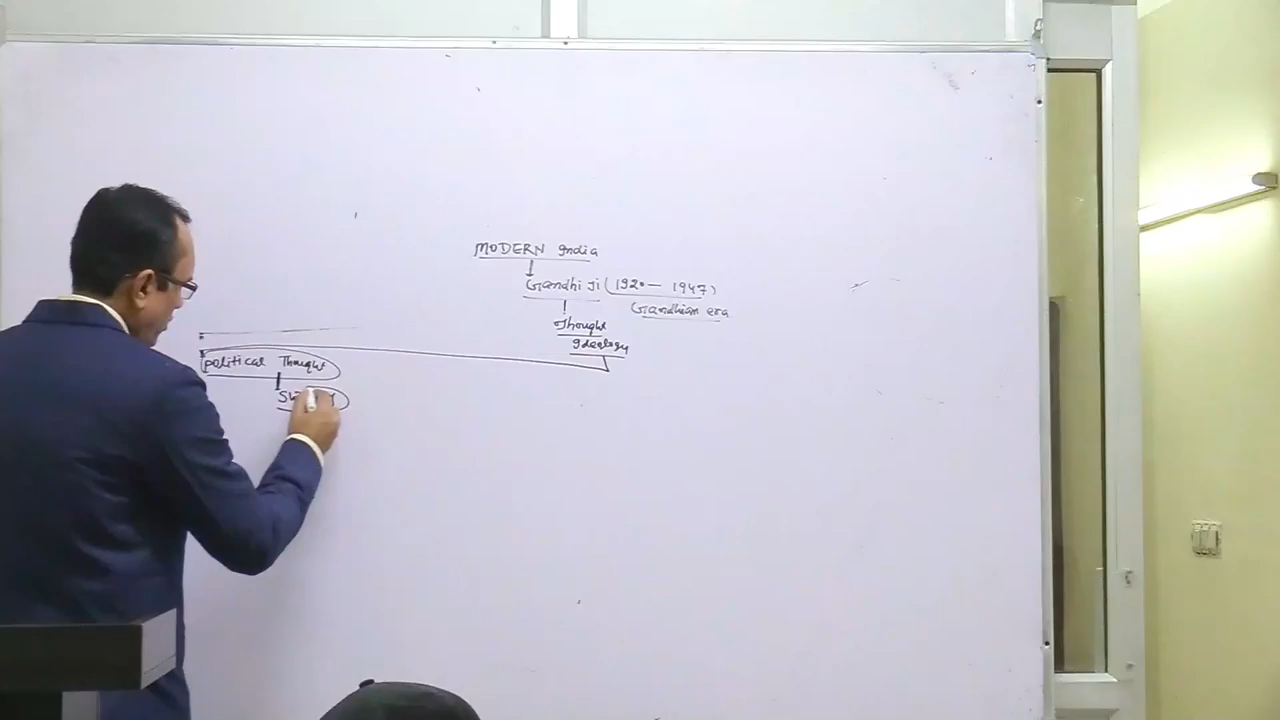 MODERN India
Gandhi Ji (1920 - 1947)
Gandhian era
Thought
Ideology
political Thought